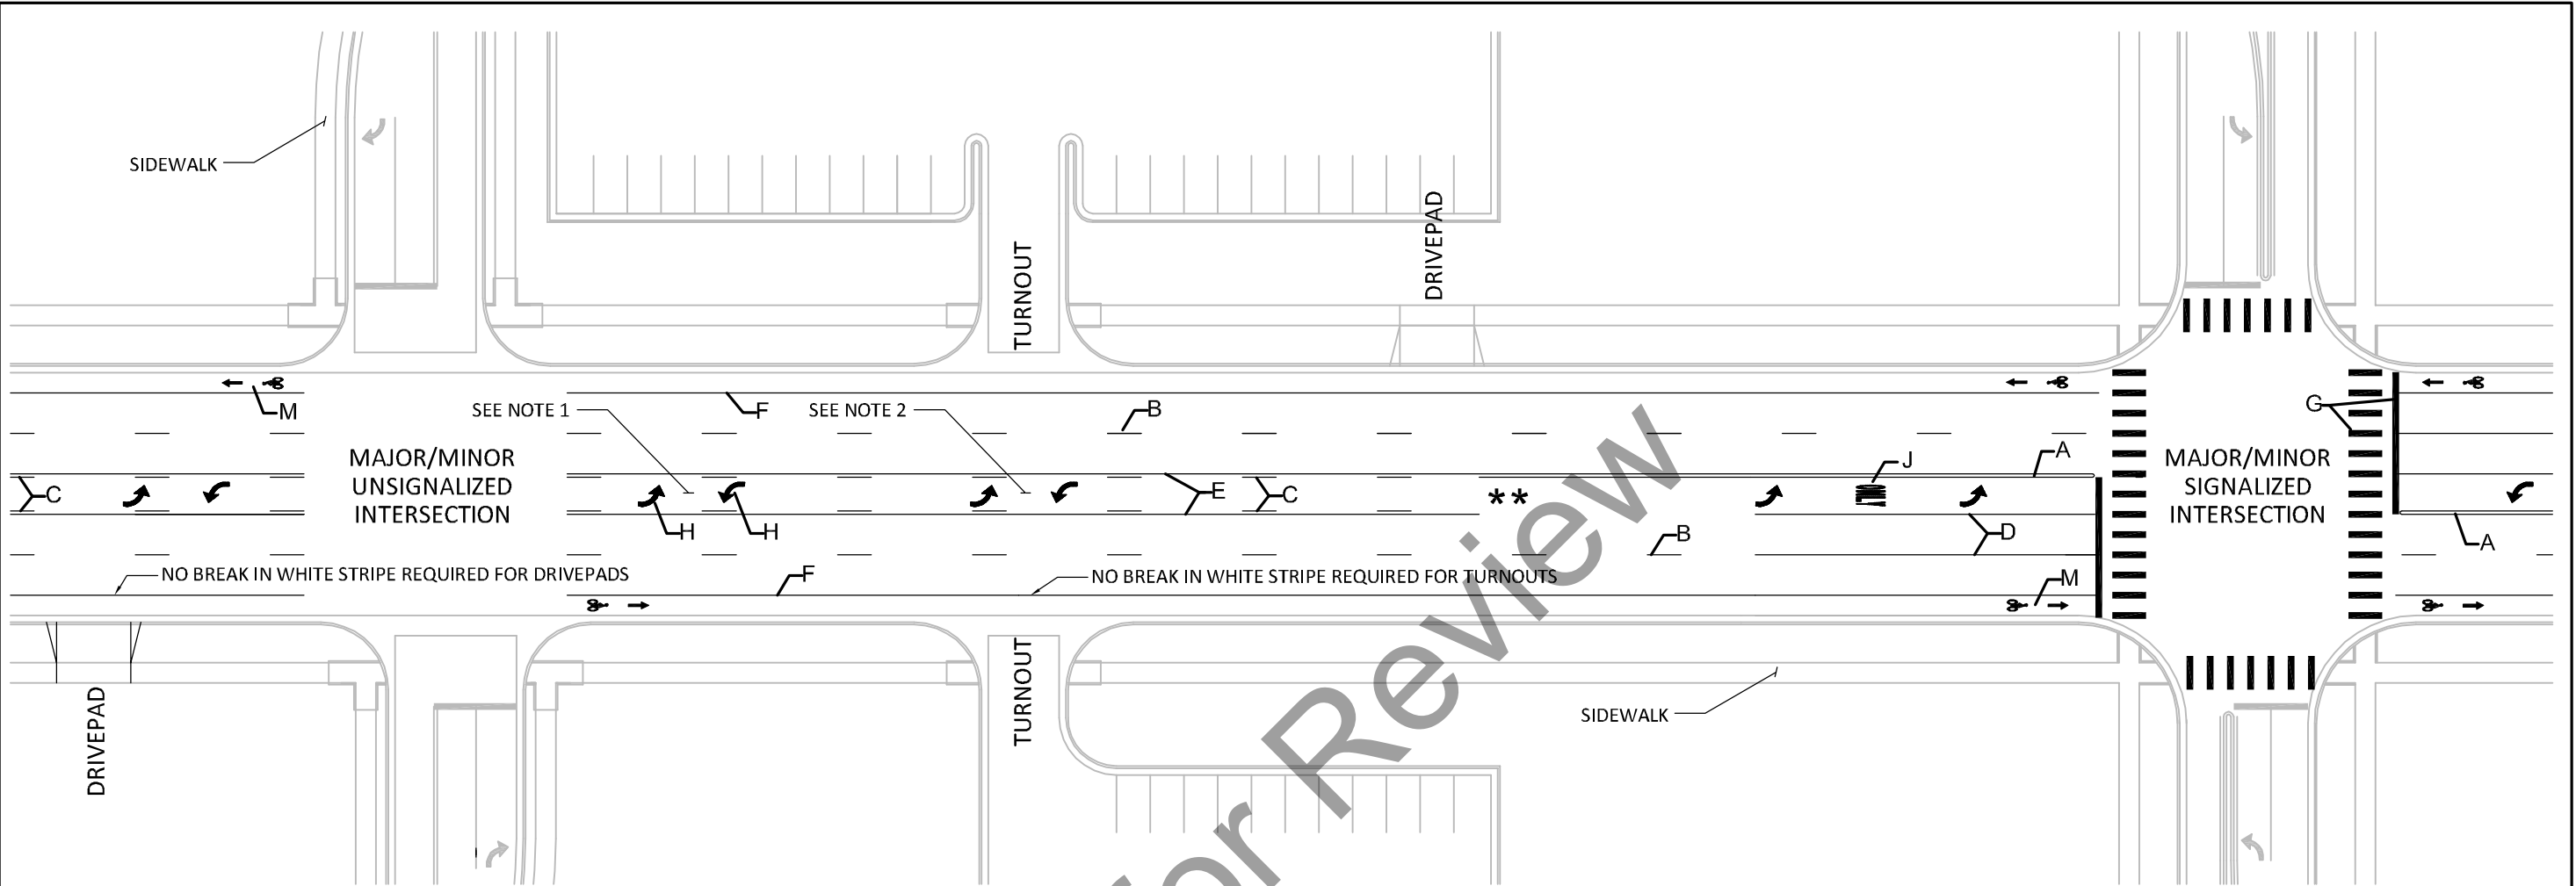 SIDEWALK
DRIVEPAD
TURNOUT
M
SEE NOTE 1
F
SEE NOTE 2
B
G
MAJOR/MINOR
UNSIGNALIZED
INTERSECTION
C
H
H
E
C
**
J
A
MAJOR/MINOR
SIGNALIZED
INTERSECTION
B
D
A
NO BREAK IN WHITE STRIPE REQUIRED FOR DRIVEPADS
F
NO BREAK IN WHITE STRIPE REQUIRED FOR TURNOUTS
M
DRIVEPAD
TURNOUT
SIDEWALK
for Review